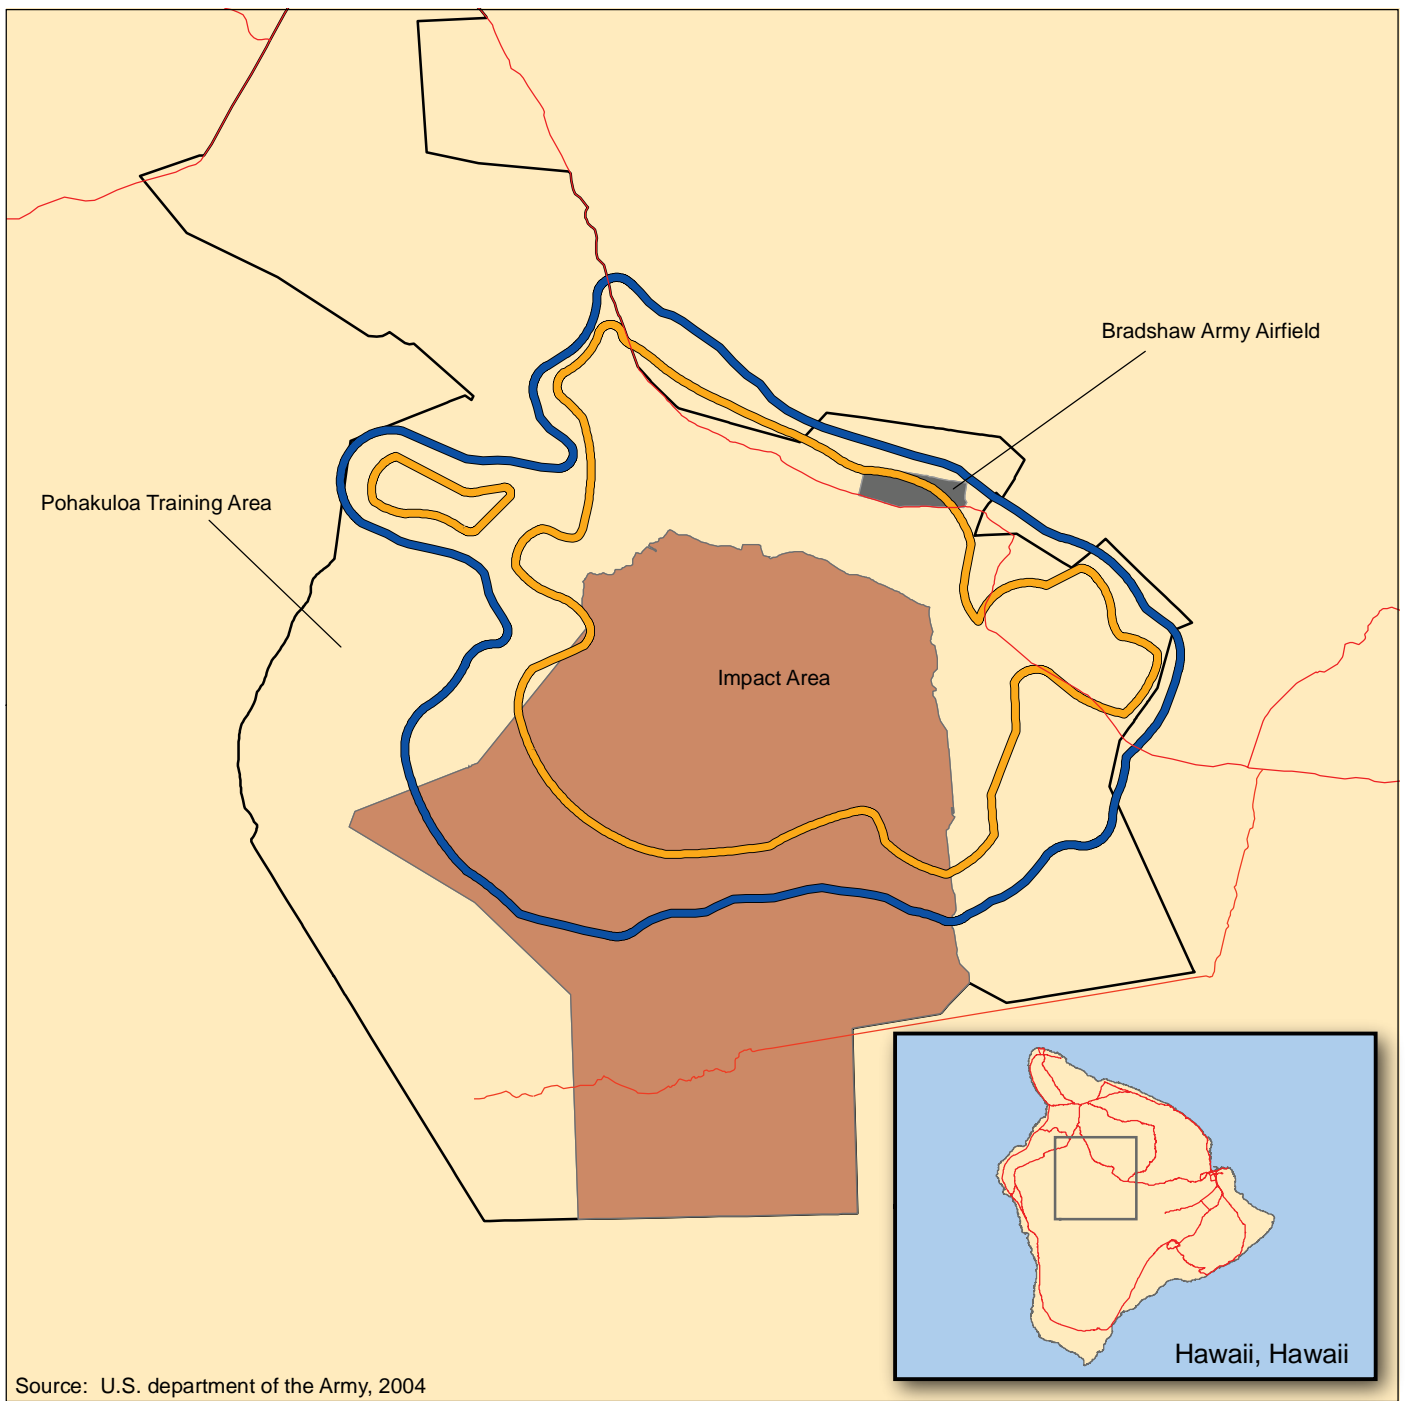 Bradshaw Army Airfield
Pohakuloa Training Area
Impact Area
Hawaii, Hawaii
Source: U.S. department of the Army, 2004